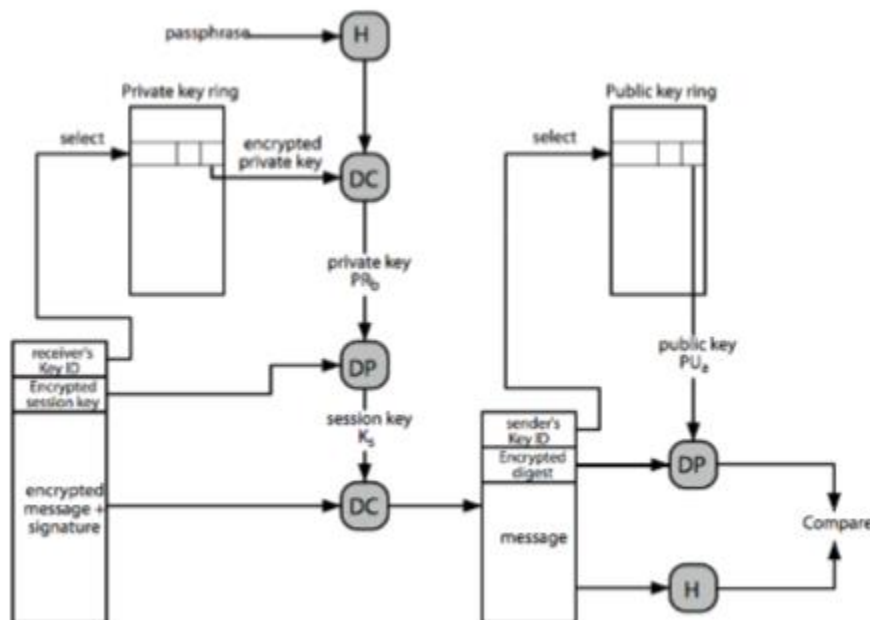 passphrase
H
Private key ring
Public key ring
select
encrypted
private key
select
DC
private key
PRb
public key
PUa
receiver's
Key ID
DP
Encrypted
session key
session key
Ks
sender's
Key ID
Encrypted
digest
DP
encrypted
message +
signature
DC
message
Compare
H